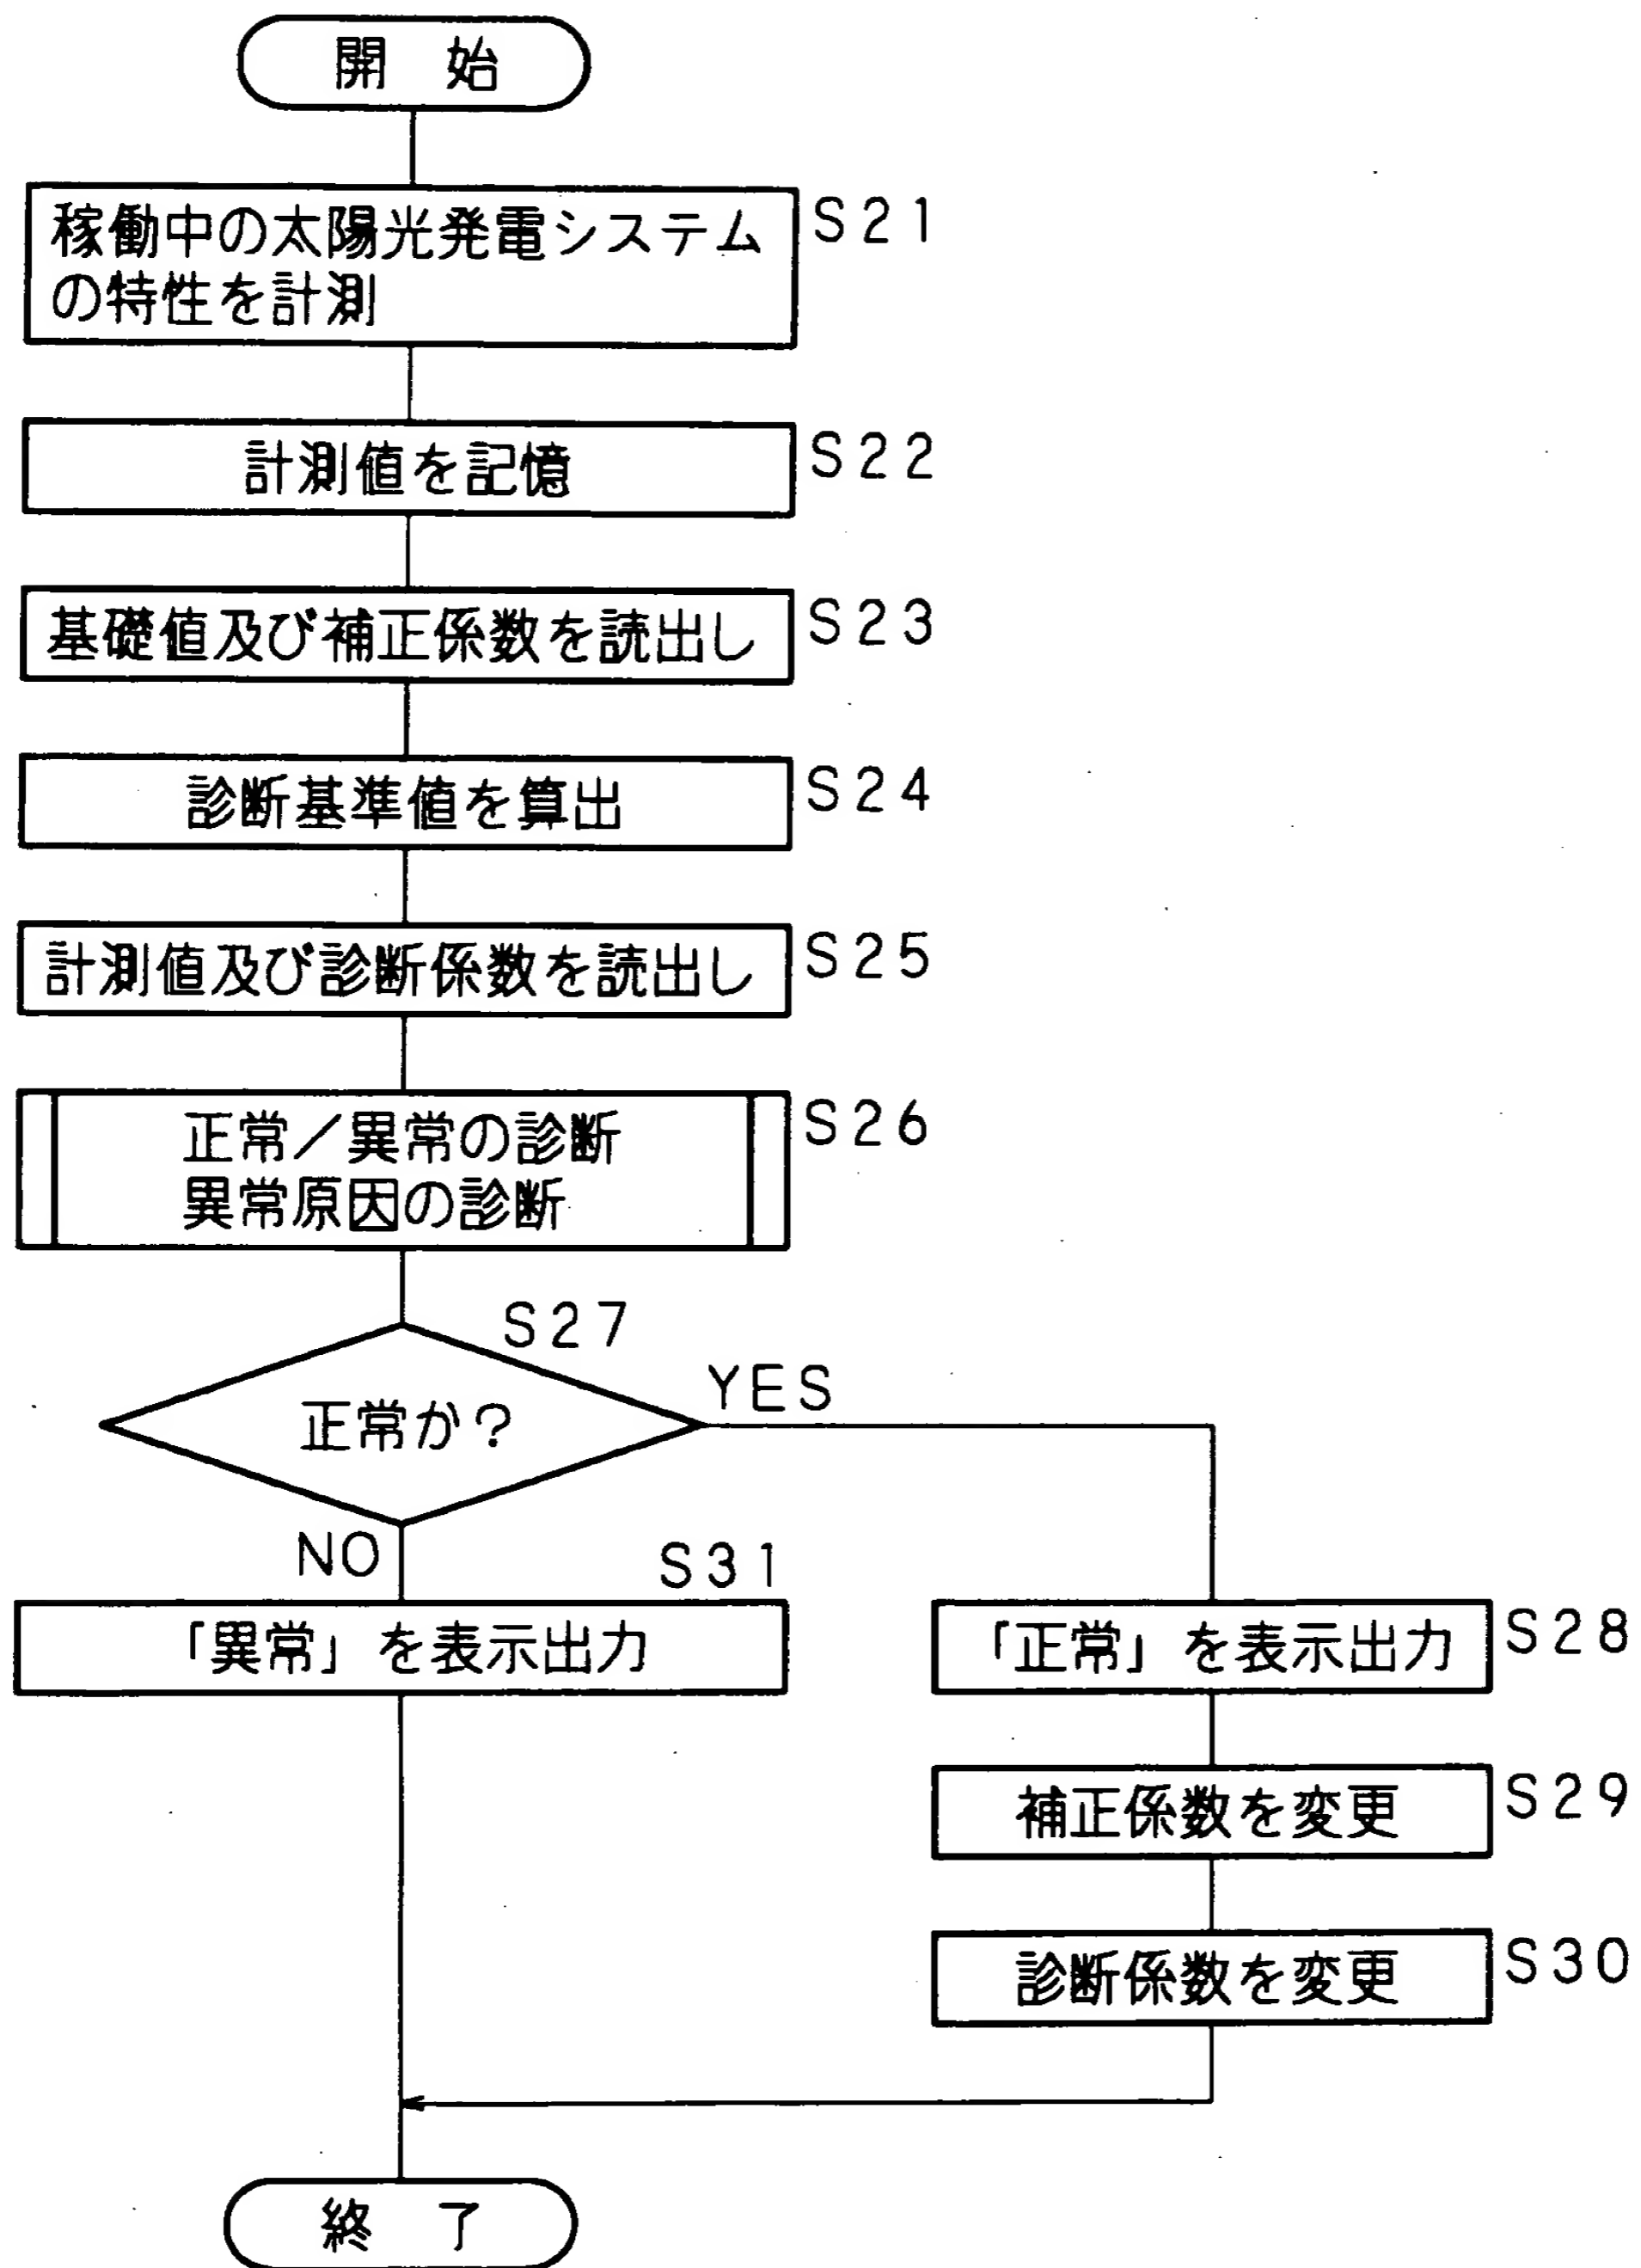 開 始
稼働中の太陽光発電システム
の特性を計測
S21
計測値を記憶
S22
基礎値及び補正係数を読出し
S23
診断基準値を算出
S24
計測値及び診断係数を読出し
S25
正常／異常の診断
異常原因の診断
S26
S27
正常か？
YES
NO
S31
「異常」を表示出力
「正常」を表示出力
S28
補正係数を変更
S29
診断係数を変更
S30
終 了